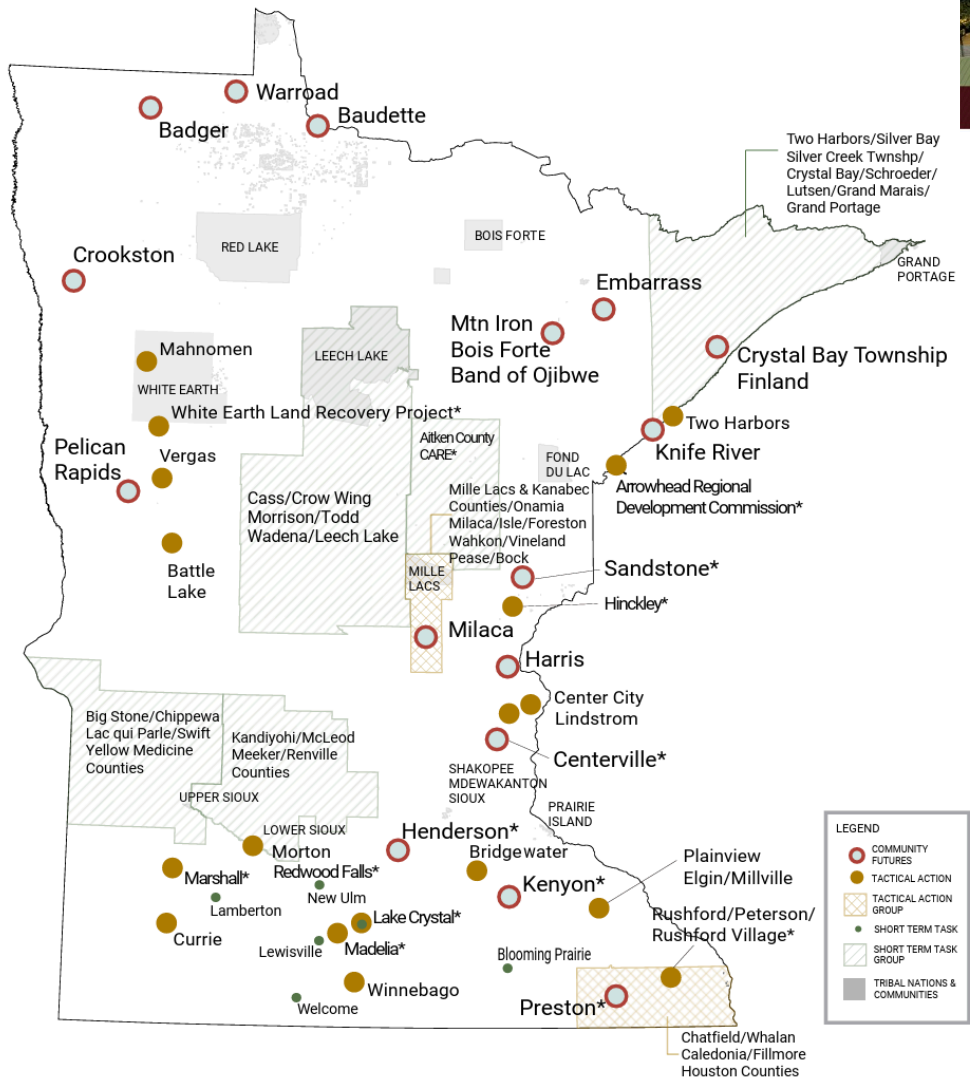 Warroad
Badger
Baudette
Two Harbors/Silver Bay
Silver Creek Twnshp/
Crystal Bay/Schroeder/
Lutsen/Grand Marais/
Grand Portage
RED LAKE
BOIS FORTE
Crookston
GRAND
PORTAGE
Embarrass
Mtn Iron
Bois Forte
Band of Ojibwe
Mahnomen
LEECH LAKE
Crystal Bay Township
Finland
WHITE EARTH
White Earth Land Recovery Project*
Two Harbors
Pelican
Rapids
Vergas
Aitken County
CARE*
Knife River
FOND
DU LAC
Arrowhead Regional
Development Commission*
Cass/Crow Wing
Morrison/Todd
Wadena/Leech Lake
Mille Lacs & Kanabec
Counties/Onamia
Milaca/Isle/Foreston
Wahkon/Vineland
Pease/Bock
Battle
Lake
MILLE
LACS
Sandstone*
Hinckley*
Milaca
Harris
Center City
Lindstrom
Big Stone/Chippewa
Lac qui Parle/Swift
Yellow Medicine
Counties
Kandiyohi/McLeod
Meeker/Renville
Counties
Centerville*
SHAKOPEE
MDEWAKANTON
SIOUX
UPPER SIOUX
PRAIRIE
ISLAND
LOWER SIOUX
Henderson*
Morton
Bridgewater
Redwood Falls*
Marshall*
New Ulm
Lamberton
Kenyon*
Plainview
Elgin/Millville
Lake Crystal*
Currie
Lewisville
Madelia*
Rushford/Peterson/
Rushford Village*
Blooming Prairie
Winnebago
Welcome
Preston*
Chatfield/Whalan
Caledonia/Fillmore
Houston Counties
LEGEND
COMMUNITY
FUTURES
TACTICAL ACTION
TACTICAL ACTION
GROUP
SHORT TERM TASK
SHORT TERM TASK
GROUP
TRIBAL NATIONS &
COMMUNITIES